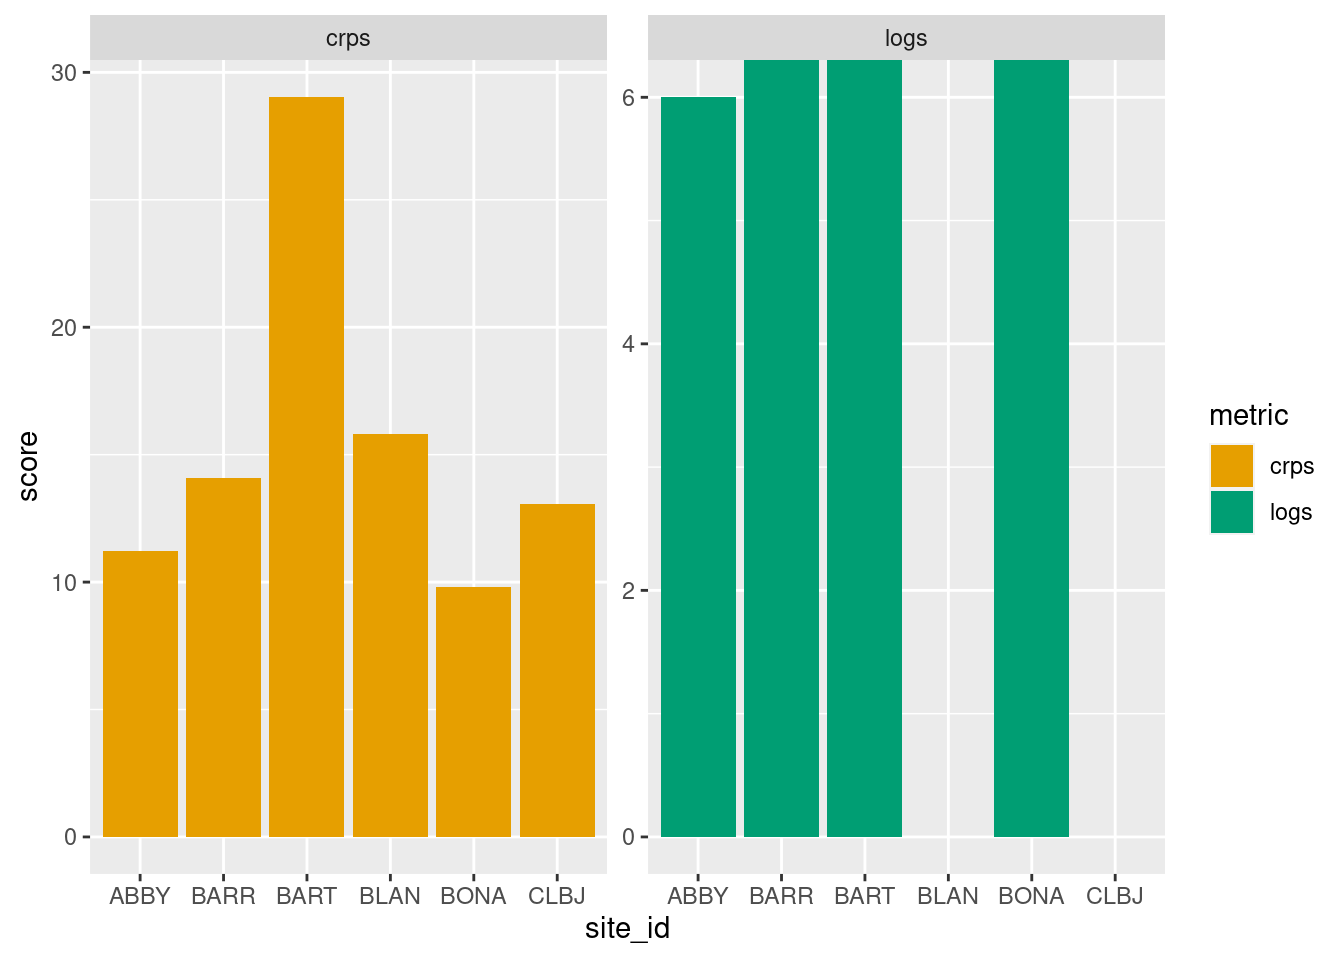 crps
logs
30
20
10
0
6
4
2
0
score
ABBY BARR BART BLAN BONA CLBJ
ABBY BARR BART BLAN BONA CLBJ
site_id
metric
crps
logs